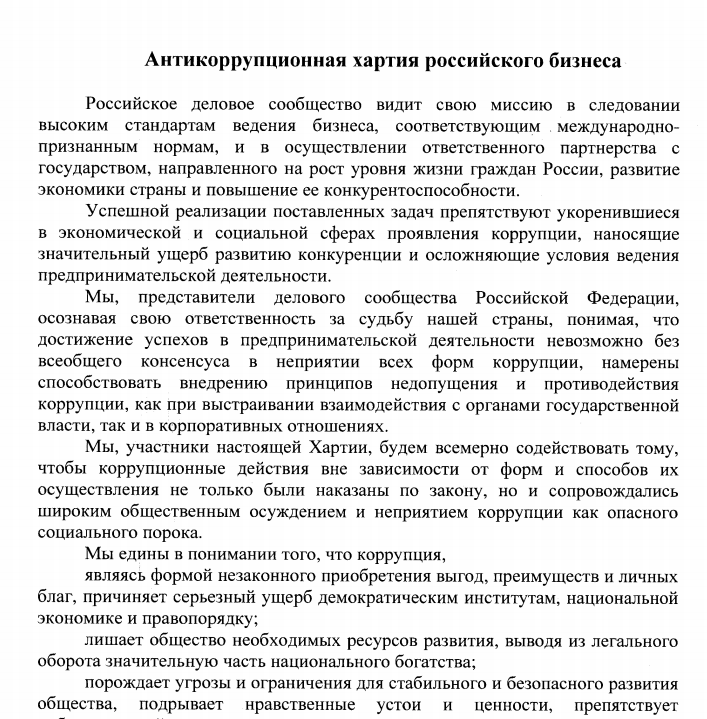 Антикоррупционная хартия российского бизнеса
Российское деловое сообщество видит свою миссию в следовании
высоким стандартам ведения бизнеса, соответствующим международно-
признанным нормам, и в осуществлении ответственного партнерства с
государством, направленного на рост уровня жизни граждан России, развитие
экономики страны и повышение ее конкурентоспособности.
Успешной реализации поставленных задач препятствуют укоренившиеся
в экономической и социальной сферах проявления коррупции, наносящие
значительный ущерб развитию конкуренции и осложняющие условия ведения
предпринимательской деятельности.
Мы, представители делового сообщества Российской Федерации,
осознавая свою ответственность за судьбу нашей страны, понимая, что
достижение успехов в предпринимательской деятельности невозможно без
всеобщего консенсуса в неприятии всех форм коррупции, намерены
способствовать внедрению принципов недопущения и противодействия
коррупции, как при выстраивании взаимодействия с органами государственной
власти, так и в корпоративных отношениях.
Мы, участники настоящей Хартии, будем всемерно содействовать тому,
чтобы коррупционные действия вне зависимости от форм и способов их
осуществления не только были наказаны по закону, но и сопровождались
широким общественным осуждением и неприятием коррупции как опасного
социального порока.
Мы едины в понимании того, что коррупция,
являясь формой незаконного приобретения выгод, преимуществ и личных
благ, причиняет серьезный ущерб демократическим институтам, национальной
экономике и правопорядку;
лишает общество необходимых ресурсов развития, выводя из легального
оборота значительную часть национального богатства;
порождает угрозы и ограничения для стабильного и безопасного развития
общества, подрывает нравственные устои и ценности, препятствует